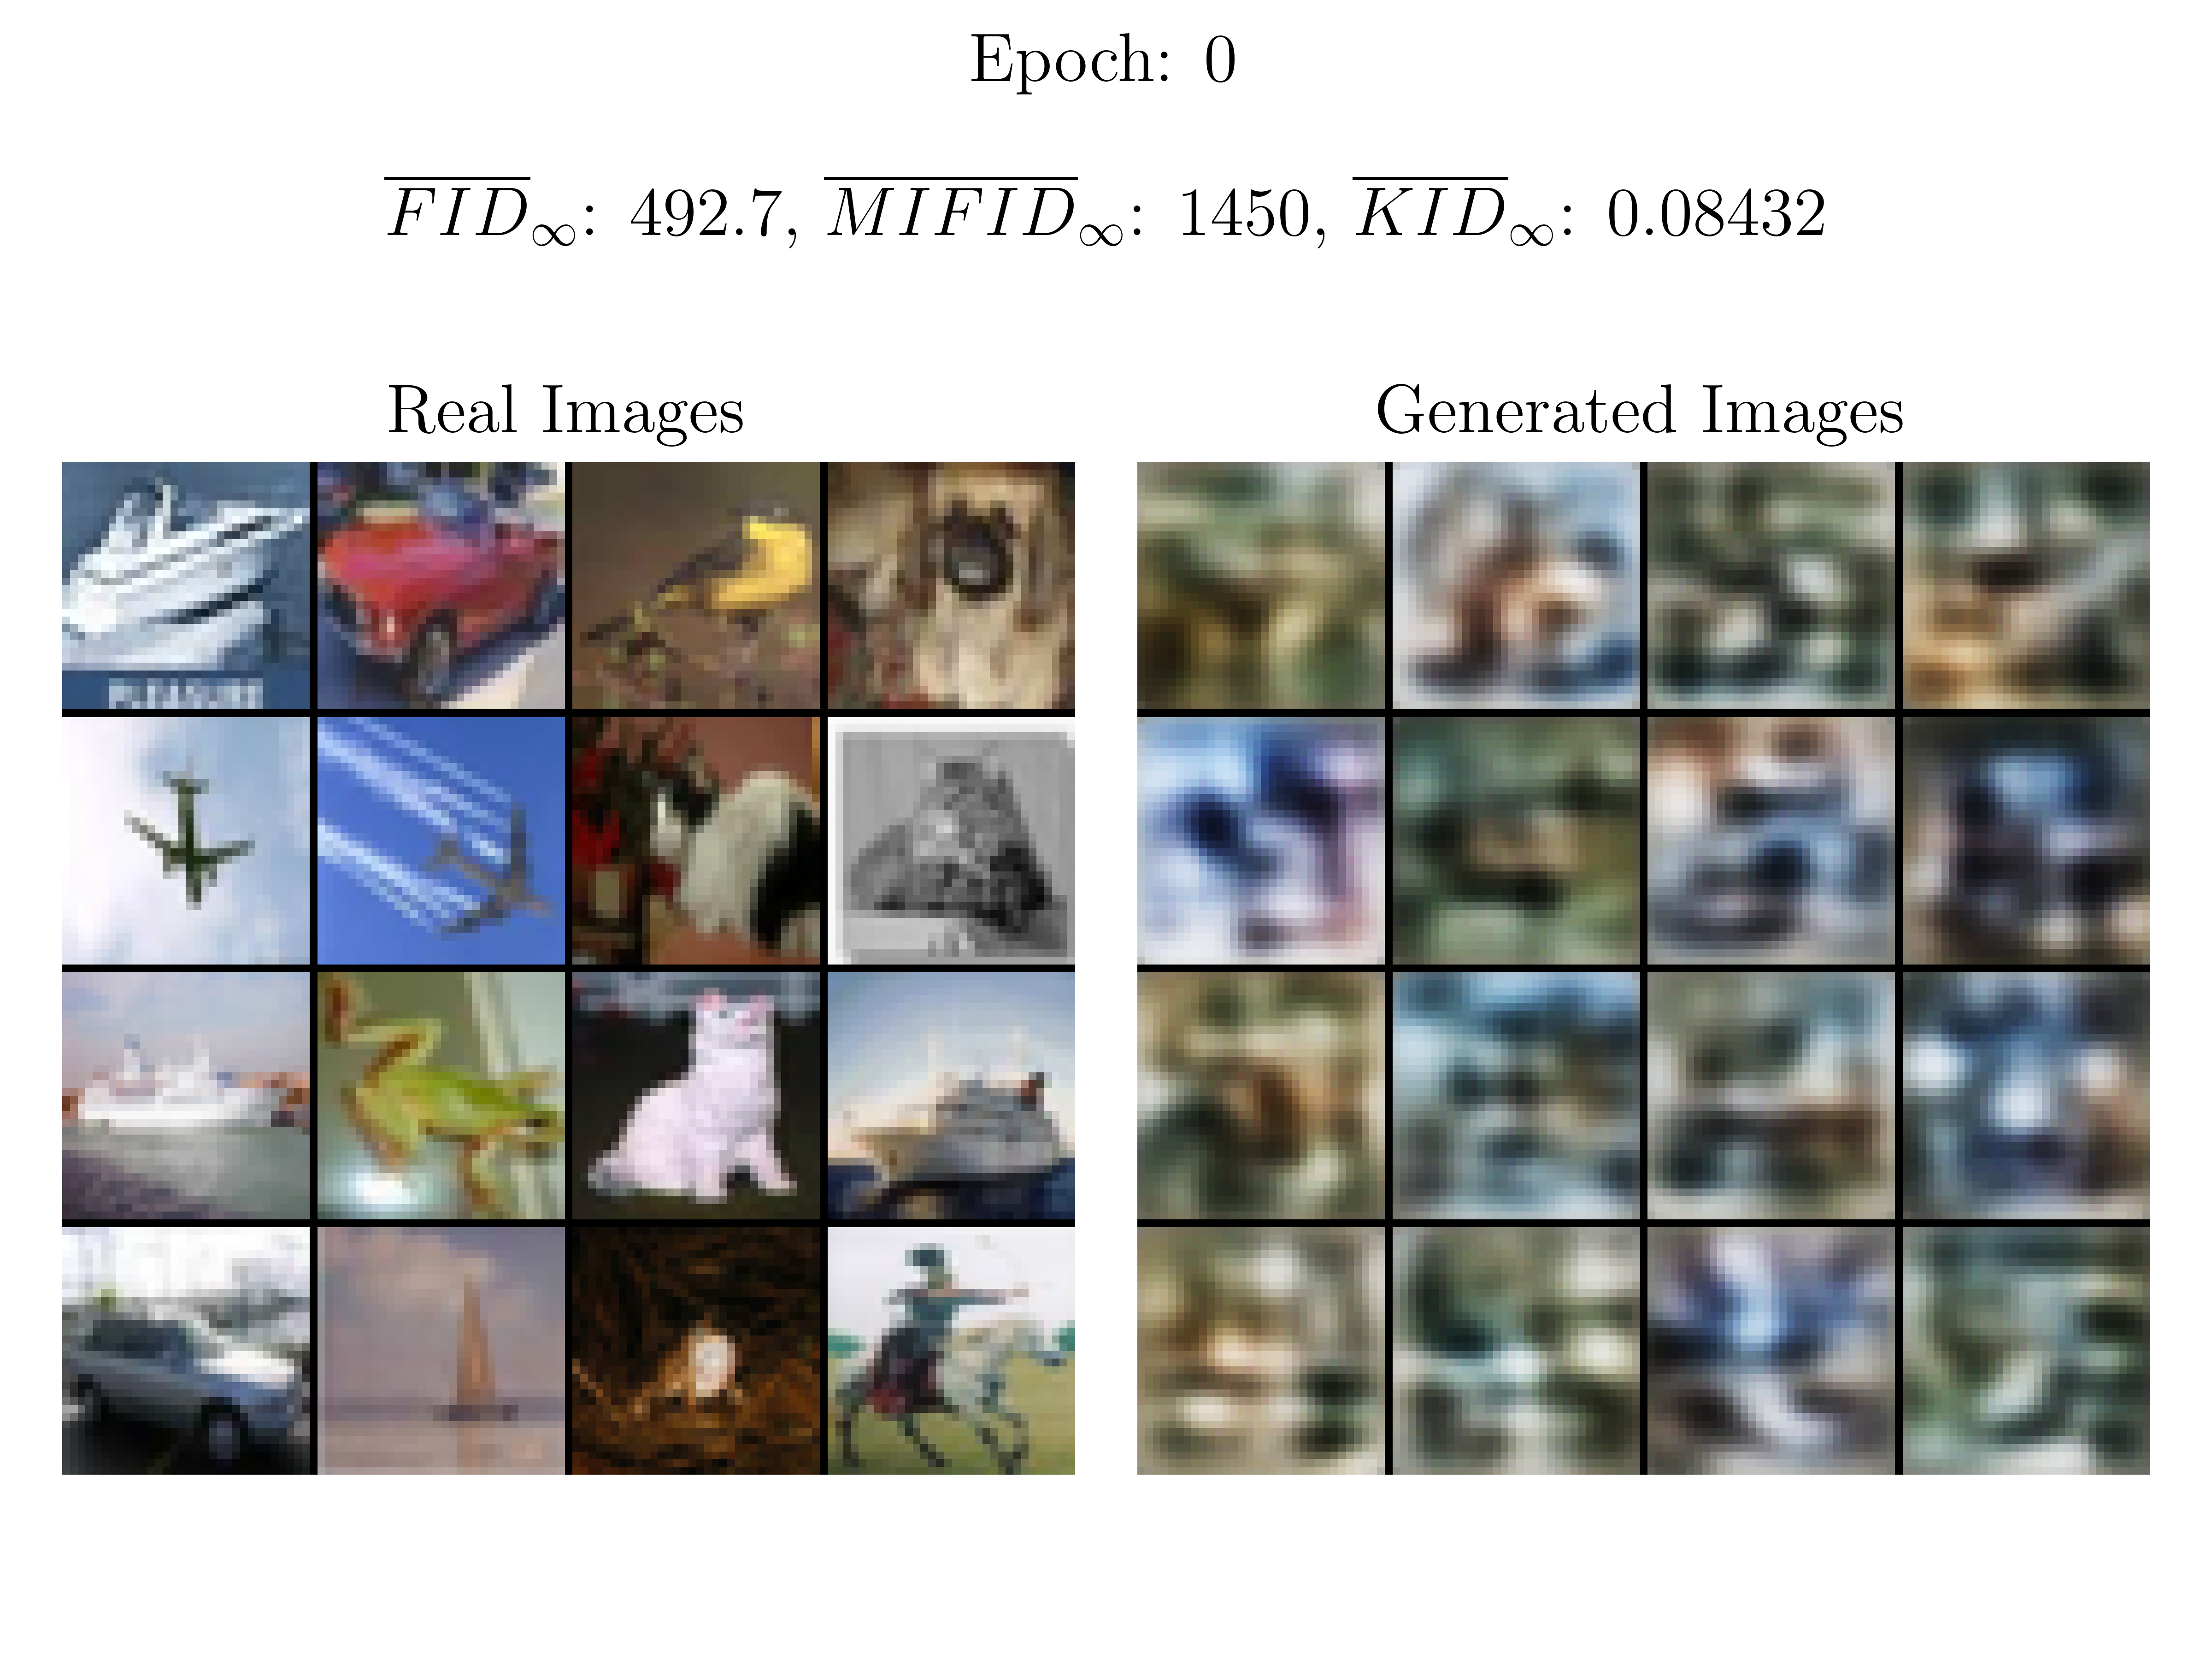 Epoch: 0
FID∞: 492.7, MIFID∞: 1450, KID∞: 0.08432
Real Images
Generated Images